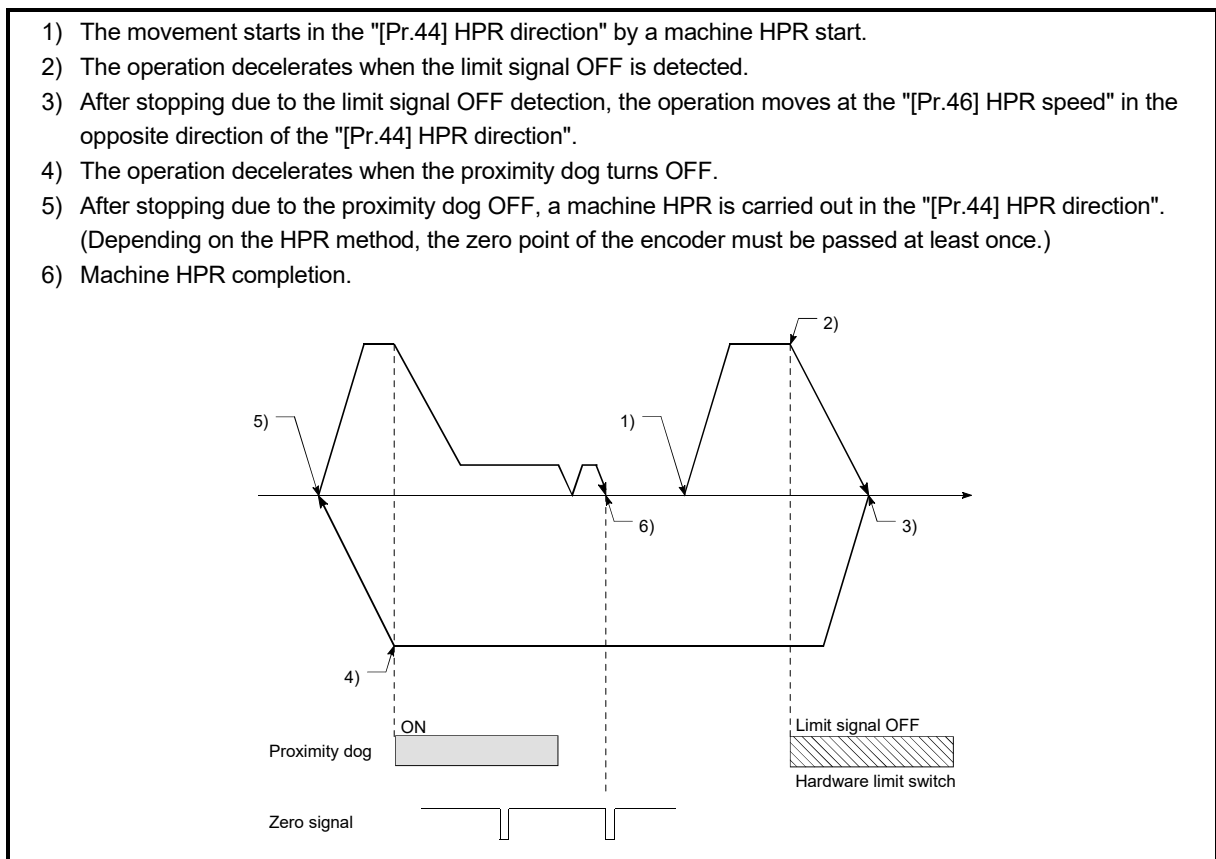 1) The movement starts in the "[Pr.44] HPR direction" by a machine HPR start.
2) The operation decelerates when the limit signal OFF is detected.
3) After stopping due to the limit signal OFF detection, the operation moves at the "[Pr.46] HPR speed" in the
opposite direction of the "[Pr.44] HPR direction".
4) The operation decelerates when the proximity dog turns OFF.
5) After stopping due to the proximity dog OFF, a machine HPR is carried out in the "[Pr.44] HPR direction".
(Depending on the HPR method, the zero point of the encoder must be passed at least once.)
6) Machine HPR completion.
2)
5)
1)
6)
3)
4)
ON
Limit signal OFF
Proximity dog
Hardware limit switch
Zero signal